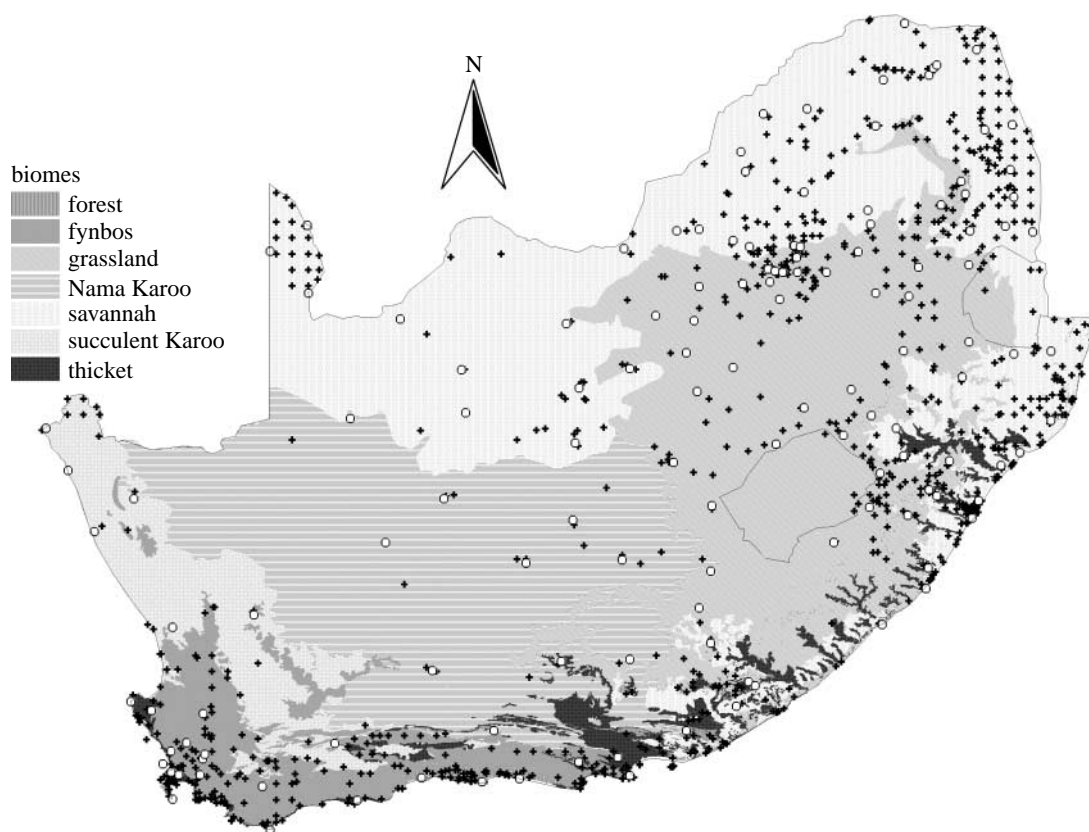 N
biomes
forest
fynbos
grassland
Nama Karoo
savannah
succulent Karoo
thicket